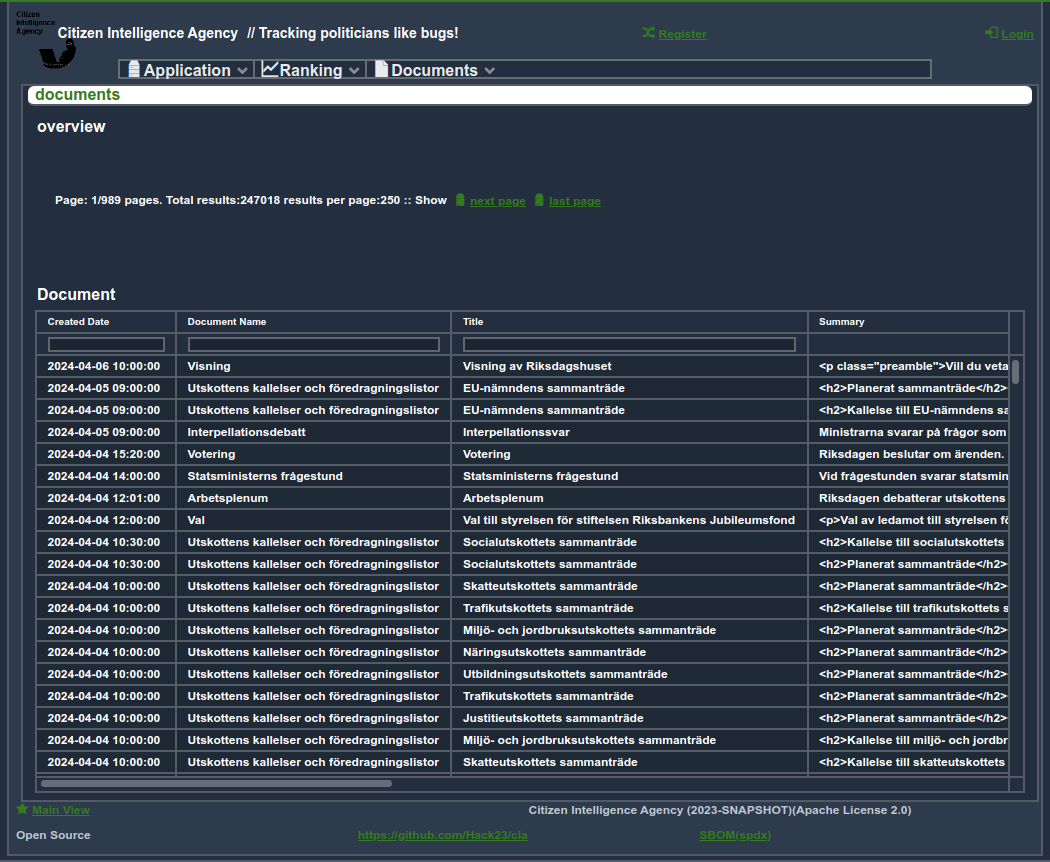 Citizen
Intelligence
Agency
Citizen Intelligence Agency // Tracking politicians like bugs!
Register
Login
Application
Ranking
Documents
documents
overview
Page: 1/989 pages. Total results:247018 results per page:250 :: Show next page last page
Document
Created Date Document Name Title Summary
2024-04-06 10:00:00 Visning Visning av Riksdagshuset <p class="preamble">Vill du veta
2024-04-05 09:00:00 Utskottens kallelser och föredragningslistor EU-nämndens sammanträde <h2>Planerat sammanträde</h2>
2024-04-05 09:00:00 Utskottens kallelser och föredragningslistor EU-nämndens sammanträde <h2>Kallelse till EU-nämndens sa
2024-04-05 09:00:00 Interpellationsdebatt Interpellationssvar Ministrarna svarar på frågor som
2024-04-04 15:20:00 Votering Votering Riksdagen beslutar om ärenden.
2024-04-04 14:00:00 Statsministerns frågestund Statsministerns frågestund Vid frågestunden svarar statsmin
2024-04-04 12:01:00 Arbetsplenum Arbetsplenum Riksdagen debatterar utskottens
2024-04-04 12:00:00 Val Val till styrelsen för stiftelsen Riksbankens Jubileumsfond <p>Val av ledamot till styrelsen fö
2024-04-04 10:30:00 Utskottens kallelser och föredragningslistor Socialutskottets sammanträde <h2>Kallelse till socialutskottets
2024-04-04 10:30:00 Utskottens kallelser och föredragningslistor Socialutskottets sammanträde <h2>Planerat sammanträde</h2>
2024-04-04 10:00:00 Utskottens kallelser och föredragningslistor Skatteutskottets sammanträde <h2>Planerat sammanträde</h2>
2024-04-04 10:00:00 Utskottens kallelser och föredragningslistor Trafikutskottets sammanträde <h2>Kallelse till trafikutskottets s
2024-04-04 10:00:00 Utskottens kallelser och föredragningslistor Miljö- och jordbruksutskottets sammanträde <h2>Planerat sammanträde</h2>
2024-04-04 10:00:00 Utskottens kallelser och föredragningslistor Näringsutskottets sammanträde <h2>Planerat sammanträde</h2>
2024-04-04 10:00:00 Utskottens kallelser och föredragningslistor Utbildningsutskottets sammanträde <h2>Planerat sammanträde</h2>
2024-04-04 10:00:00 Utskottens kallelser och föredragningslistor Trafikutskottets sammanträde <h2>Planerat sammanträde</h2>
2024-04-04 10:00:00 Utskottens kallelser och föredragningslistor Justitieutskottets sammanträde <h2>Planerat sammanträde</h2>
2024-04-04 10:00:00 Utskottens kallelser och föredragningslistor Miljö- och jordbruksutskottets sammanträde <h2>Kallelse till miljö- och jordbr
2024-04-04 10:00:00 Utskottens kallelser och föredragningslistor Skatteutskottets sammanträde <h2>Kallelse till skatteutskottets
Main View
Citizen Intelligence Agency (2023-SNAPSHOT)(Apache License 2.0)
Open Source
https://github.com/Hack23/cia
SBOM(spdx)